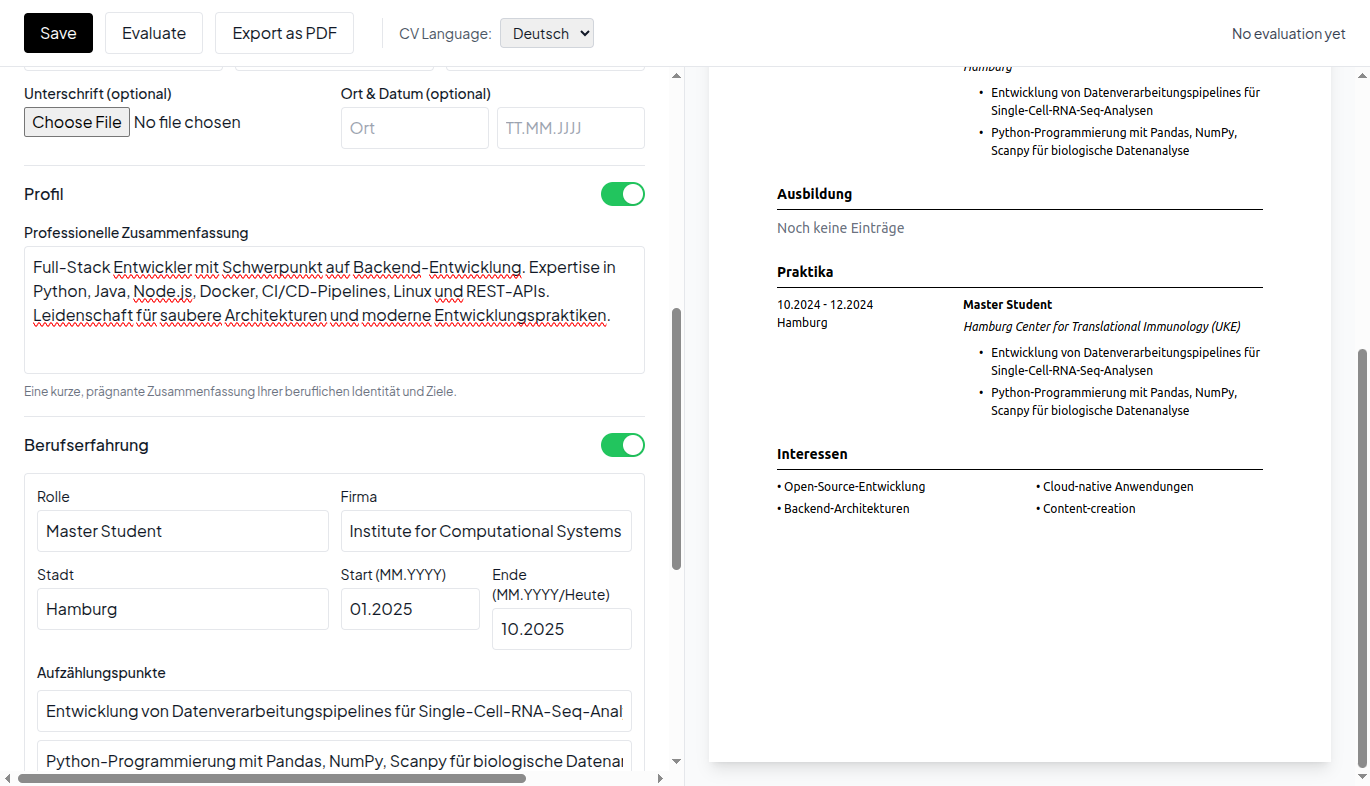 Save Evaluate Export as PDF CV Language: Deutsch No evaluation yet
Unterschrift (optional) Ort & Datum (optional)
Choose File No file chosen Ort TT.MM.JJJJ
Profil
Professionelle Zusammenfassung
Full-Stack Entwickler mit Schwerpunkt auf Backend-Entwicklung. Expertise in
Python, Java, Node.js, Docker, CI/CD-Pipelines, Linux und REST-APIs.
Leidenschaft für saubere Architekturen und moderne Entwicklungspraktiken.
Eine kurze, prägnante Zusammenfassung Ihrer beruflichen Identität und Ziele.
Berufserfahrung
Rolle Firma
Master Student Institute for Computational Systems
Stadt Start (MM.YYYY) Ende
(MM.YYYY/Heute)
Hamburg 01.2025 10.2025
Aufzählungspunkte
Entwicklung von Datenverarbeitungspipelines für Single-Cell-RNA-Seq-Anal
Python-Programmierung mit Pandas, NumPy, Scanpy für biologische Datenar
Hamburg
• Entwicklung von Datenverarbeitungspipelines für
Single-Cell-RNA-Seq-Analysen
• Python-Programmierung mit Pandas, NumPy,
Scanpy für biologische Datenanalyse
Ausbildung
Noch keine Einträge
Praktika
10.2024 - 12.2024 Master Student
Hamburg Hamburg Center for Translational Immunology (UKE)
• Entwicklung von Datenverarbeitungspipelines für
Single-Cell-RNA-Seq-Analysen
• Python-Programmierung mit Pandas, NumPy,
Scanpy für biologische Datenanalyse
Interessen
• Open-Source-Entwicklung • Cloud-native Anwendungen
• Backend-Architekturen • Content-creation